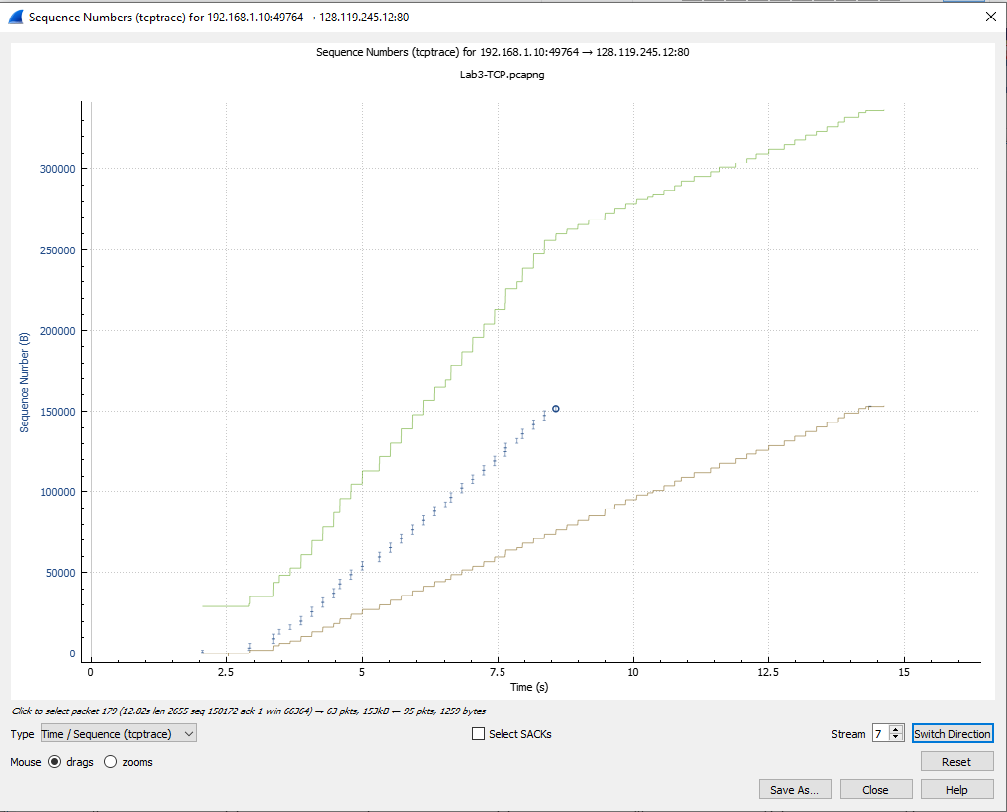 Sequence Numbers (tcptrace) for 192.168.1.10:49764 · 128.119.245.12:80
Sequence Numbers (tcptrace) for 192.168.1.10:49764 → 128.119.245.12:80
Lab3-TCP.pcapng
Sequence Number (B)
300000
250000
200000
150000
100000
50000
0
0 2.5 5 7.5 10 12.5 15
Time (s)
Click to select packet 179 (12.02s len 2655 seq 150172 ack 1 win 66364) → 63 pkts, 153kB ← 95 pkts, 1259 bytes
Type Time / Sequence (tcptrace) Select SACKs Stream 7 Switch Direction
Mouse drags zooms Reset
Save As... Close Help